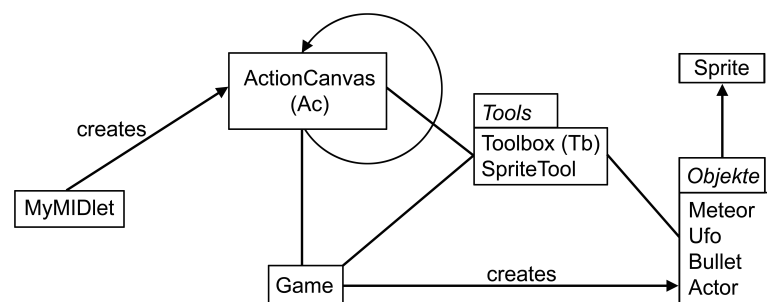 ActionCanvas
(Ac)
Sprite
creates
Tools
Toolbox (Tb)
SpriteTool
MyMIDlet
Objekte
Meteor
Ufo
Bullet
Actor
Game
creates